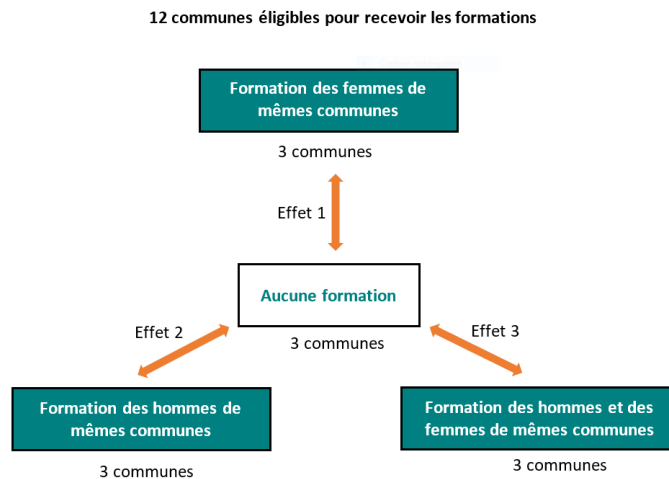 12 communes éligibles pour recevoir les formations
Formation des femmes de
mêmes communes
3 communes
Effet 1
Aucune formation
3 communes
Effet 2
Effet 3
Formation des hommes de
mêmes communes
3 communes
Formation des hommes et des
femmes de mêmes communes
3 communes